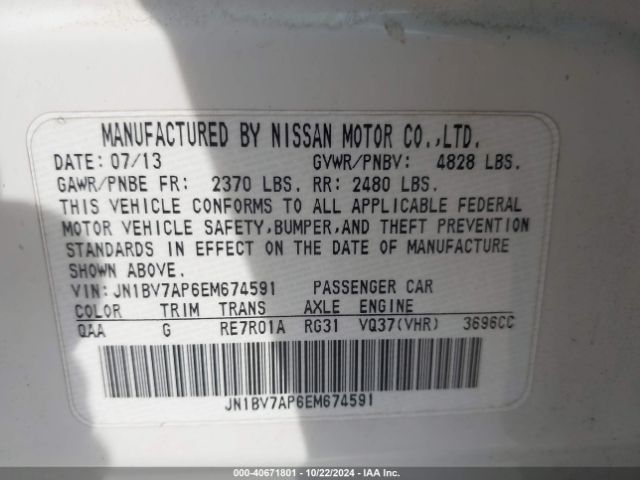 MANUFACTURED BY NISSAN MOTOR CO.,LTD.
DATE: 07/13 GVWR/PNBV: 4828 LBS.
GAWR/PNBE FR: 2370 LBS. RR: 2480 LBS.
THIS VEHICLE CONFORMS TO ALL APPLICABLE FEDERAL
MOTOR VEHICLE SAFETY,BUMPER,AND THEFT PREVENTION
STANDARDS IN EFFECT ON THE DATE OF MANUFACTURE
SHOWN ABOVE.
VIN: JN1BV7AP6EM674591 PASSENGER CAR
COLOR TRIM TRANS AXLE ENGINE
QAA G RE7R01A RG31 VQ37(VHR) 3696CC
JN1BV7AP6EM674591
000-40671801 - 10/22/2024 - IAA Inc.